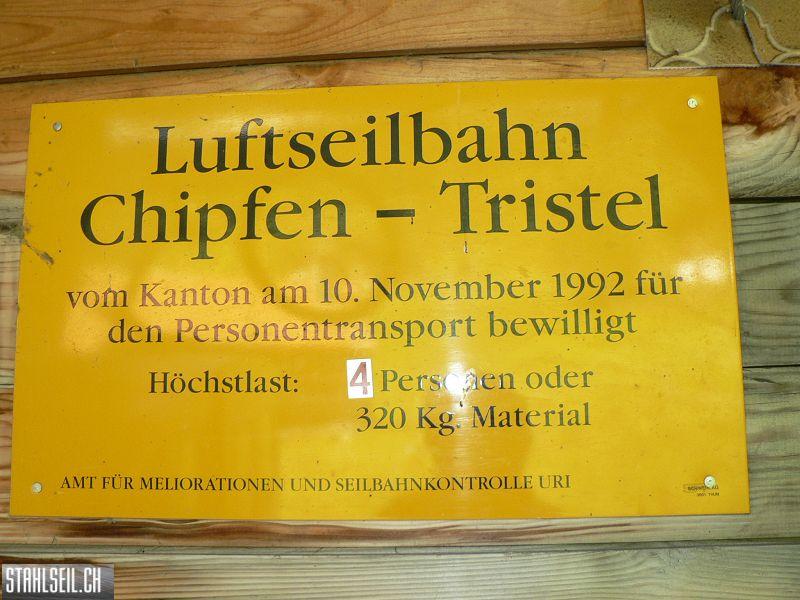 Luftseilbahn
Chipfen – Tristel
vom Kanton am 10. November 1992 für
den Personentransport bewilligt
Höchstlast: 4 Personen oder
320 Kg. Material
AMT FÜR MELIORATIONEN UND SEILBAHNKONTROLLE URI
THUN
STAHLSEIL.CH